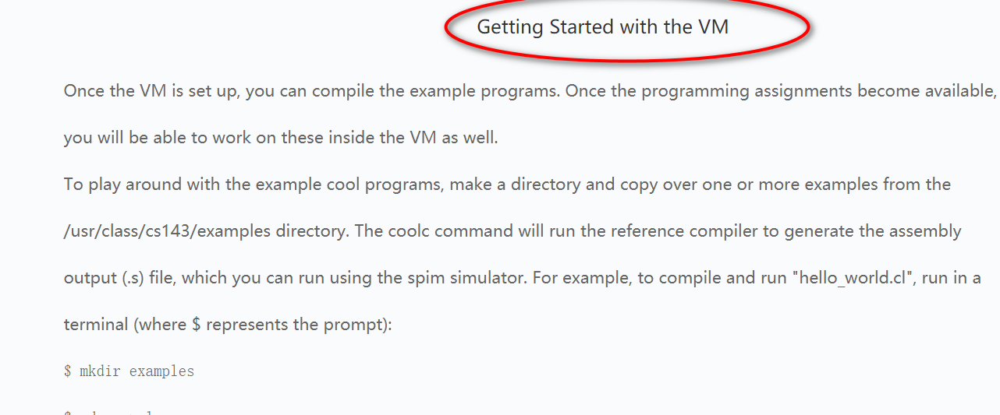 Getting Started with the VM
Once the VM is set up, you can compile the example programs. Once the programming assignments become available,
you will be able to work on these inside the VM as well.
To play around with the example cool programs, make a directory and copy over one or more examples from the
/usr/class/cs143/examples directory. The coolc command will run the reference compiler to generate the assembly
output (.s) file, which you can run using the spim simulator. For example, to compile and run "hello_world.cl", run in a
terminal (where $ represents the prompt):
$ mkdir examples